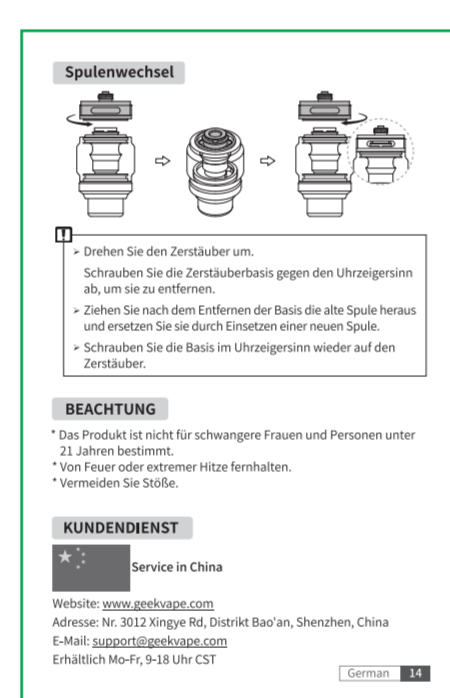 Spulenwechsel
➢ Drehen Sie den Zerstäuber um.
Schrauben Sie die Zerstäuberbasis gegen den Uhrzeigersinn
ab, um sie zu entfernen.
➢ Ziehen Sie nach dem Entfernen der Basis die alte Spule heraus
und ersetzen Sie sie durch Einsetzen einer neuen Spule.
➢ Schrauben Sie die Basis im Uhrzeigersinn wieder auf den
Zerstäuber.
BEACHTUNG
* Das Produkt ist nicht für schwangere Frauen und Personen unter
21 Jahren bestimmt.
* Von Feuer oder extremer Hitze fernhalten.
* Vermeiden Sie Stöße.
KUNDENDIENST
Service in China
Website: www.geekvape.com
Adresse: Nr. 3012 Xingye Rd, Distrikt Bao'an, Shenzhen, China
E-Mail: support@geekvape.com
Erhältlich Mo-Fr, 9-18 Uhr CST
German 14